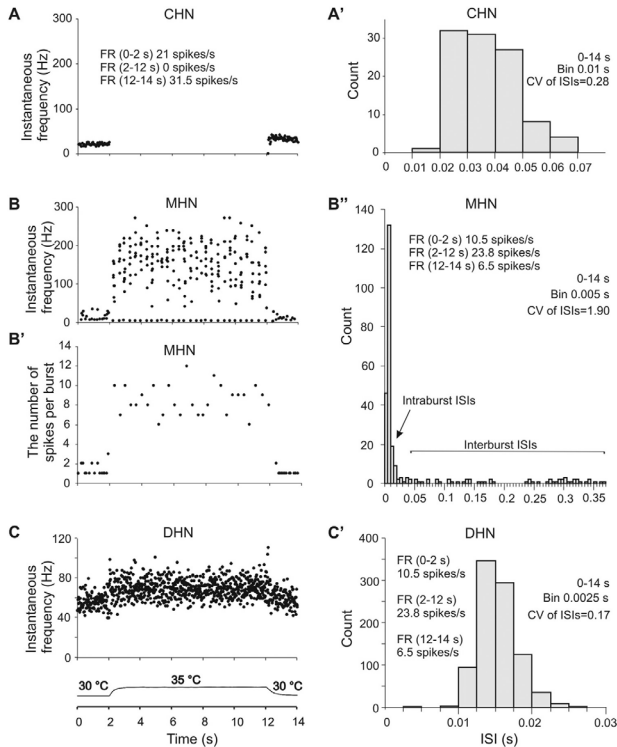 A
CHN
Instantaneous
frequency (Hz)
300
200
100
0
FR (0-2 s) 21 spikes/s
FR (2-12 s) 0 spikes/s
FR (12-14 s) 31.5 spikes/s
A'
CHN
Count
30
20
10
0
0-14 s
Bin 0.01 s
CV of ISIs=0.28
0 0.01 0.02 0.03 0.04 0.05 0.06 0.07
B
MHN
Instantaneous
frequency (Hz)
300
200
100
0
B'
MHN
The number of
spikes per burst
14
12
10
8
6
4
2
0
B''
MHN
Count
140
120
100
80
60
40
20
0
FR (0-2 s) 10.5 spikes/s
FR (2-12 s) 23.8 spikes/s
FR (12-14 s) 6.5 spikes/s
0-14 s
Bin 0.005 s
CV of ISIs=1.90
Intraburst ISIs
Interburst ISIs
0 0.05 0.1 0.15 0.2 0.25 0.3 0.35
C
DHN
Instantaneous
frequency (Hz)
120
80
60
40
0
30 °C
35 °C
30 °C
0 2 4 6 8 10 12 14
Time (s)
C'
DHN
Count
400
300
200
100
0
FR (0-2 s)
10.5 spikes/s
FR (2-12 s)
23.8 spikes/s
FR (12-14 s)
6.5 spikes/s
0-14 s
Bin 0.0025 s
CV of ISIs=0.17
0 0.01 0.02 0.03
ISI (s)